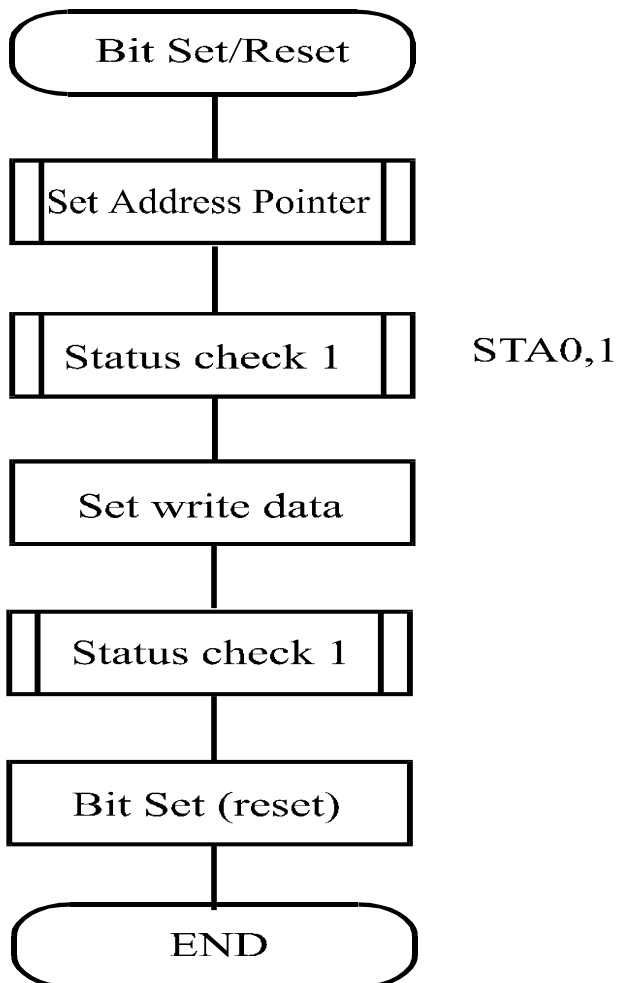 Bit Set/Reset
Set Address Pointer
Status check 1
STA0,1
Set write data
Status check 1
Bit Set (reset)
END